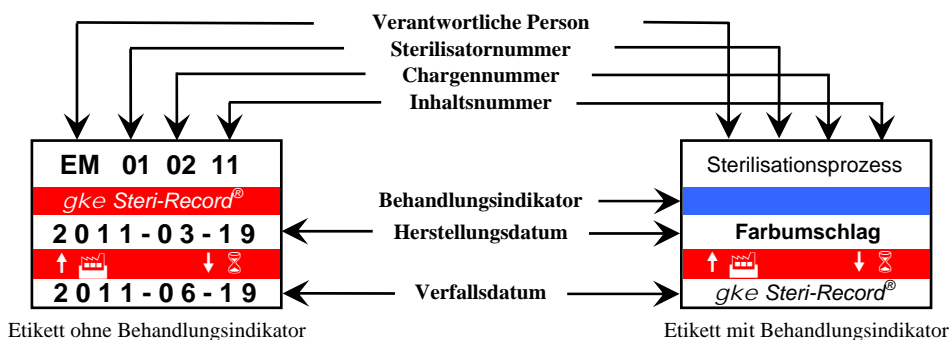 Verantwortliche Person
Sterilisatornummer
Chargennummer
Inhaltsnummer
EM 01 02 11
gke Steri-Record®
2011-03-19
2011-06-19
Etikett ohne Behandlungsindikator
Behandlungsindikator
Herstellungsdatum
Verfallsdatum
Sterilisationsprozess
Farbumschlag
gke Steri-Record®
Etikett mit Behandlungsindikator